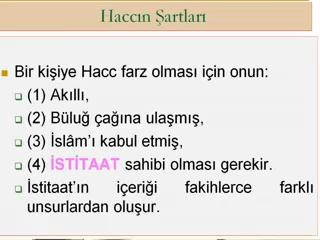 Haccın Şartları
Bir kişiye Hacc farz olması için onun:
(1) Akıllı,
(2) Büluğ çağına ulaşmış,
(3) İslâm’ı kabul etmiş,
(4) İSTİTAAT sahibi olması gerekir.
İstitaat’ın içeriği fakihlerce farklı
unsurlardan oluşur.